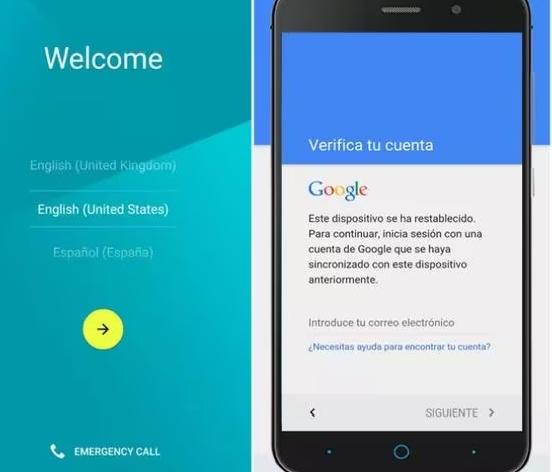 Welcome
English (United Kingdom)
English (United States)
Español (España)
EMERGENCY CALL
Verifica tu cuenta
Google
Este dispositivo se ha restablecido.
Para continuar, inicia sesión con una
cuenta de Google que se haya
sincronizado con este dispositivo
anteriormente.
Introduce tu correo electrónico
¿Necesitas ayuda para encontrar tu cuenta?
SIGUIENTE